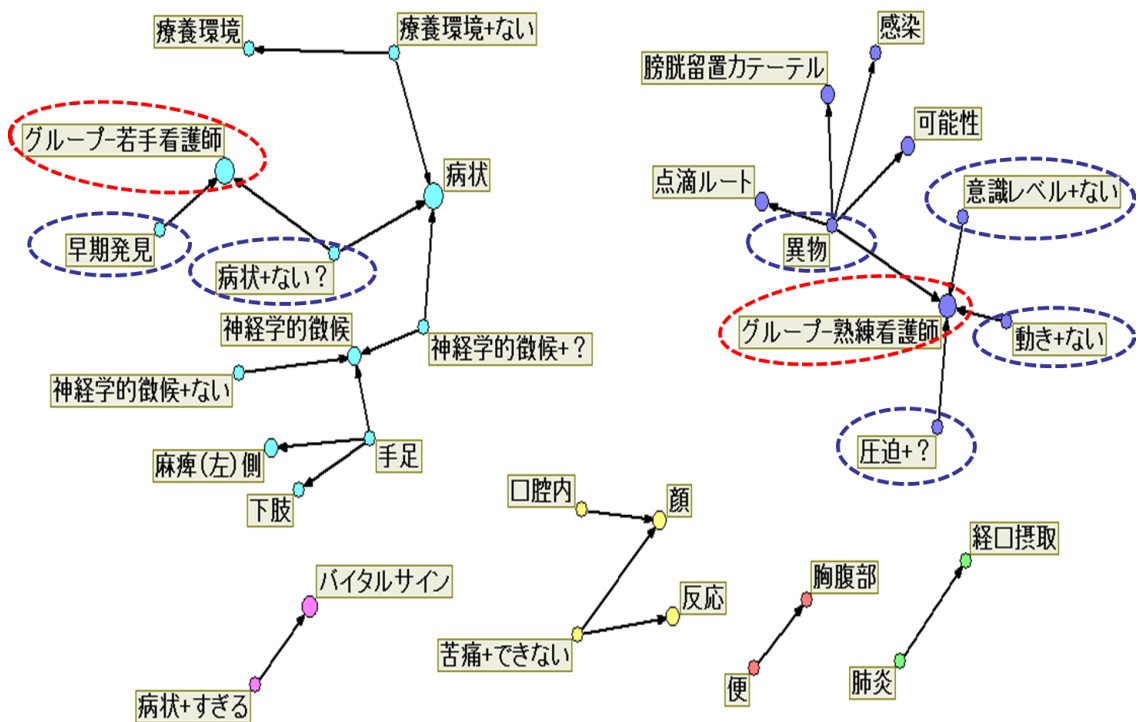 療養環境
療養環境+ない
グループ-若手看護師
病状
早期発見
病状+ない?
神経学的徴候
神経学的徴候+?
神経学的徴候+ない
手足
麻痺(左)側
下肢
感染
膀胱留置カテーテル
可能性
点滴ルート
意識レベル+ない
異物
グループ-熟練看護師
動き+ない
圧迫+?
口腔内
顔
反応
苦痛+できない
バイタルサイン
病状+すぎる
胸腹部
便
経口摂取
肺炎